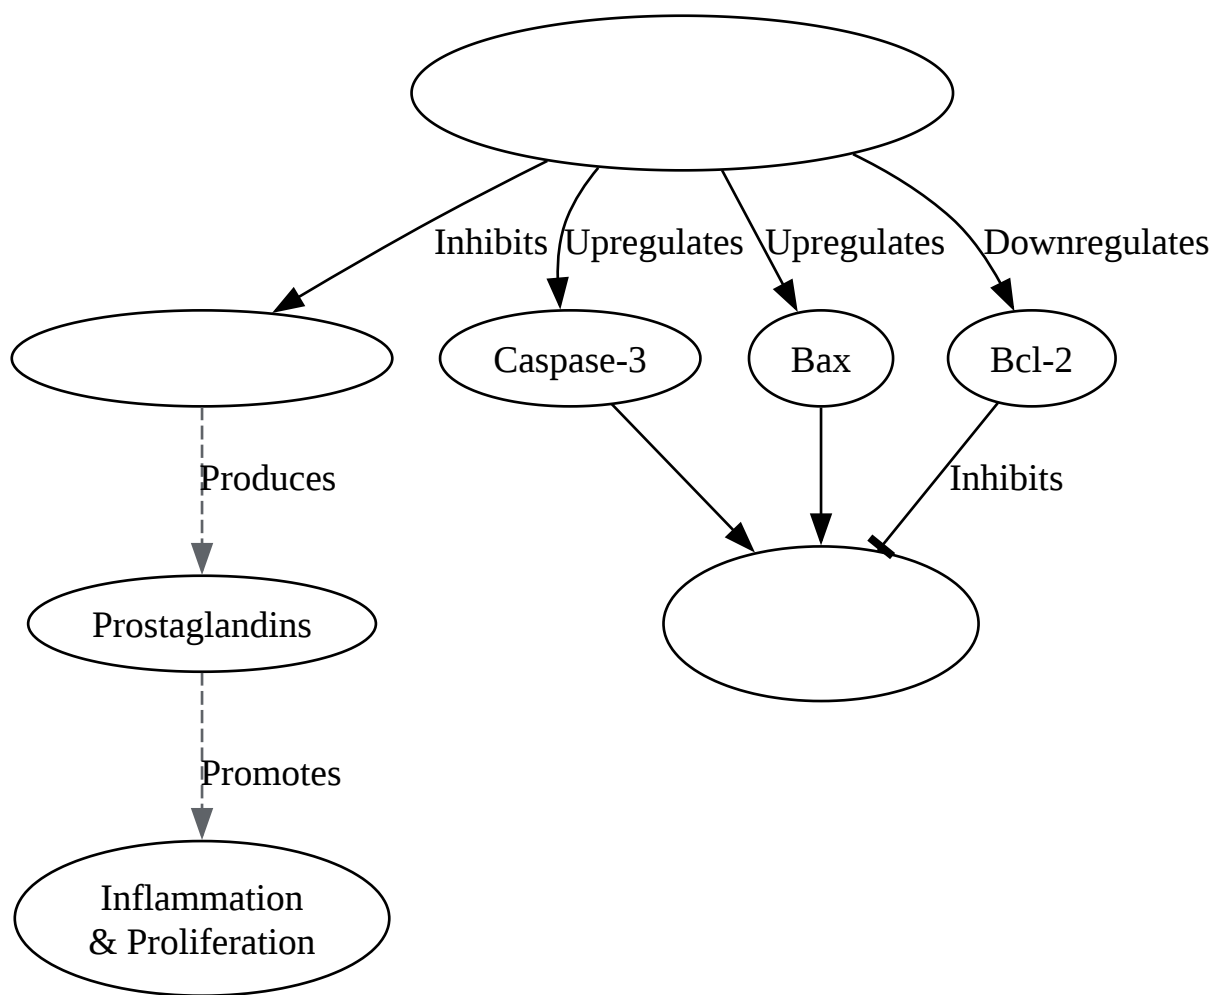 Inhibits
Upregulates
Upregulates
Downregulates
Caspase-3
Bax
Bcl-2
Produces
Inhibits
Prostaglandins
Promotes
Inflammation
& Proliferation